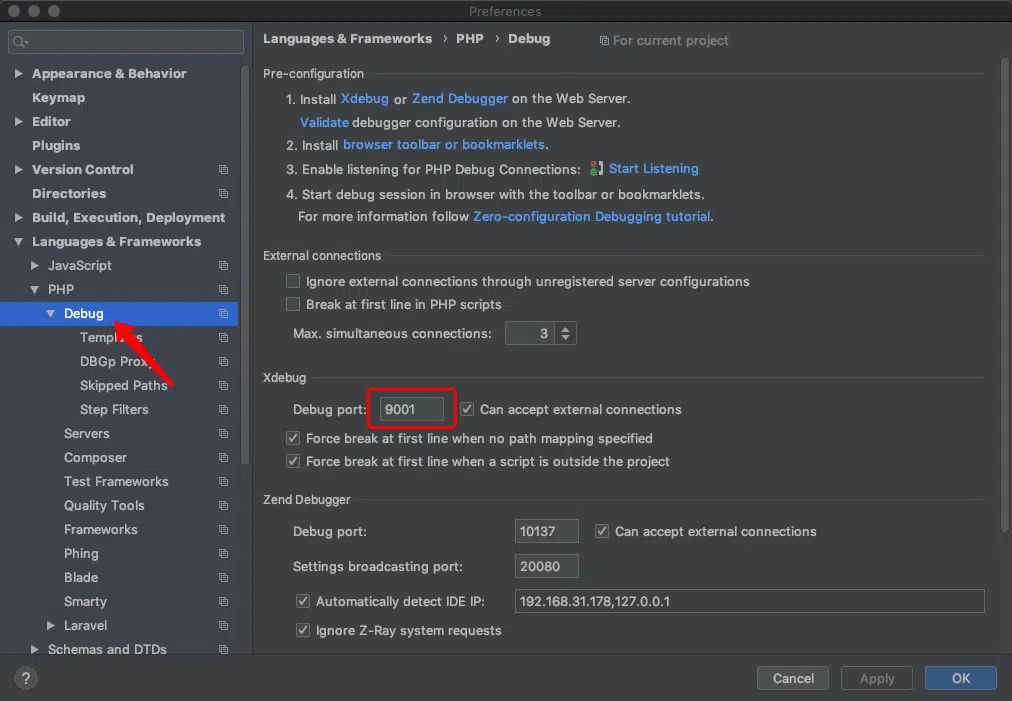 Preferences
Appearance & Behavior
Keymap
Editor
Plugins
Version Control
Directories
Build, Execution, Deployment
Languages & Frameworks
JavaScript
PHP
Debug
Templates
DBGp Proxy
Skipped Paths
Step Filters
Servers
Composer
Test Frameworks
Quality Tools
Frameworks
Phing
Blade
Smarty
Laravel
Schemas and DTDs
Languages & Frameworks › PHP › Debug For current project
Pre-configuration
1. Install Xdebug or Zend Debugger on the Web Server.
Validate debugger configuration on the Web Server.
2. Install browser toolbar or bookmarklets.
3. Enable listening for PHP Debug Connections: Start Listening
4. Start debug session in browser with the toolbar or bookmarklets.
For more information follow Zero-configuration Debugging tutorial.
External connections
Ignore external connections through unregistered server configurations
Break at first line in PHP scripts
Max. simultaneous connections: 3
Xdebug
Debug port: 9001 Can accept external connections
Force break at first line when no path mapping specified
Force break at first line when a script is outside the project
Zend Debugger
Debug port: 10137 Can accept external connections
Settings broadcasting port: 20080
Automatically detect IDE IP: 192.168.31.178,127.0.0.1
Ignore Z-Ray system requests
? Cancel Apply OK